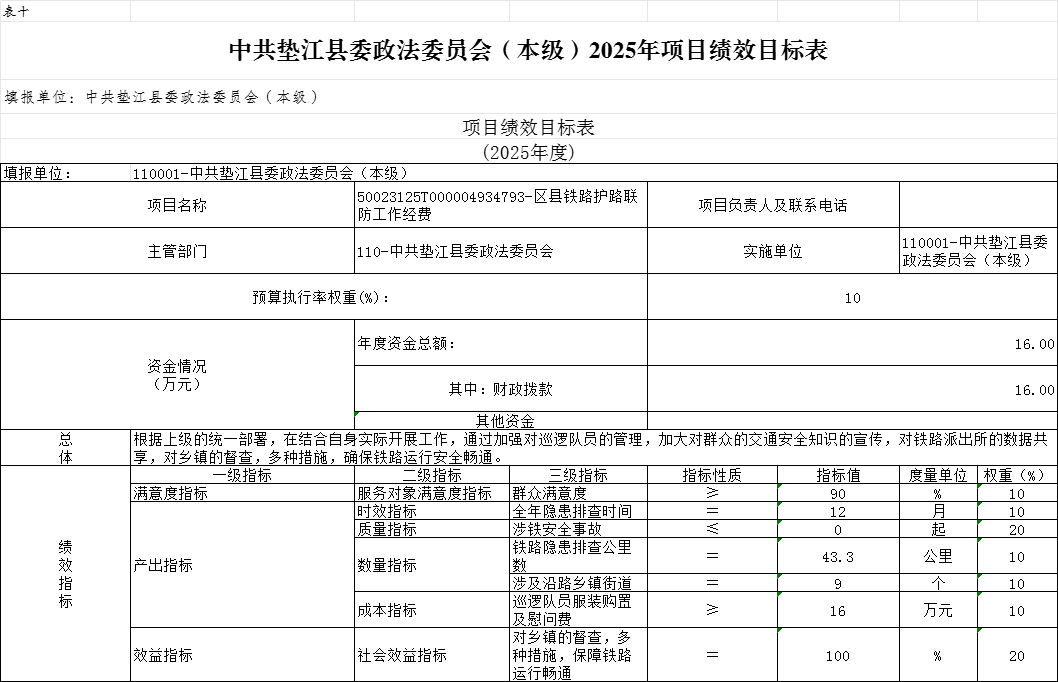 表十
中共垫江县委政法委员会（本级）2025年项目绩效目标表
填报单位：中共垫江县委政法委员会（本级）
项目绩效目标表
(2025年度)
填报单位： 110001-中共垫江县委政法委员会（本级）
项目名称 50023125T000004934793-区县铁路护路联
防工作经费 项目负责人及联系电话
主管部门 110-中共垫江县委政法委员会 实施单位 110001-中共垫江县委
政法委员会（本级）
预算执行率权重(%)： 10
资金情况
（万元）
年度资金总额： 16.00
其中：财政拨款 16.00
其他资金
总
体
根据上级的统一部署，在结合自身实际开展工作，通过加强对巡逻队员的管理，加大对群众的交通安全知识的宣传，对铁路派出所的数据共
享，对乡镇的督查，多种措施，确保铁路运行安全畅通。
绩
效
指
标
一级指标 二级指标 三级指标 指标性质 指标值 度量单位 权重（%）
满意度指标 服务对象满意度指标 群众满意度 ≥ 90 % 10
产出指标
时效指标 全年隐患排查时间 ＝ 12 月 10
质量指标 涉铁安全事故 ≤ 0 起 20
数量指标
铁路隐患排查公里
数 ＝ 43.3 公里 10
涉及沿路乡镇街道 ＝ 9 个 10
成本指标 巡逻队员服装购置
及慰问费 ≥ 16 万元 10
效益指标 社会效益指标 对乡镇的督查，多
种措施，保障铁路
运行畅通 ＝ 100 % 20